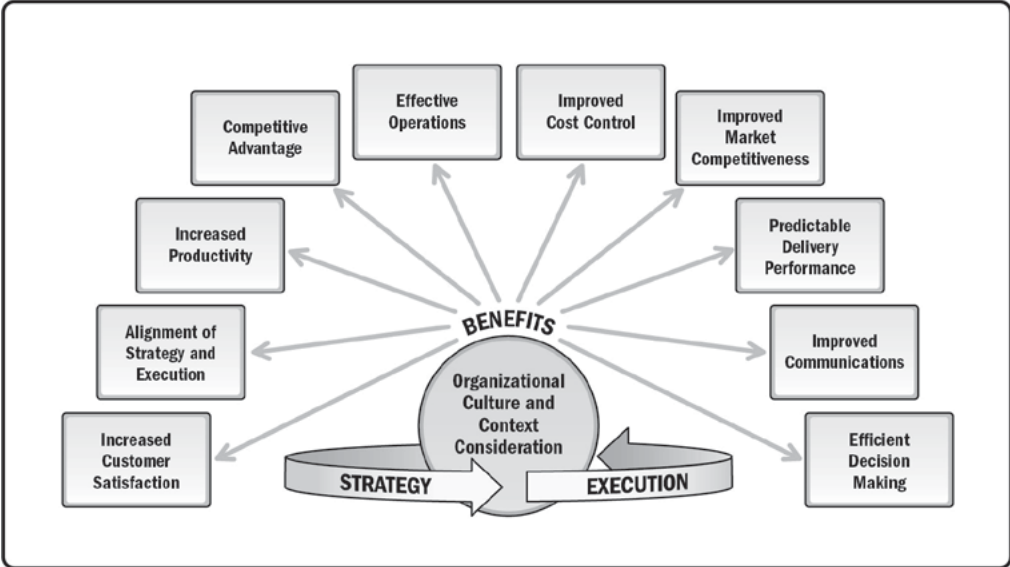 Effective
Operations
Improved
Cost Control
Competitive
Advantage
Improved
Market
Competitiveness
Increased
Productivity
Predictable
Delivery
Performance
Alignment of
Strategy and
Execution
BENEFITS
Improved
Communications
Organizational
Culture and
Context
Consideration
Increased
Customer
Satisfaction
STRATEGY
EXECUTION
Efficient
Decision
Making